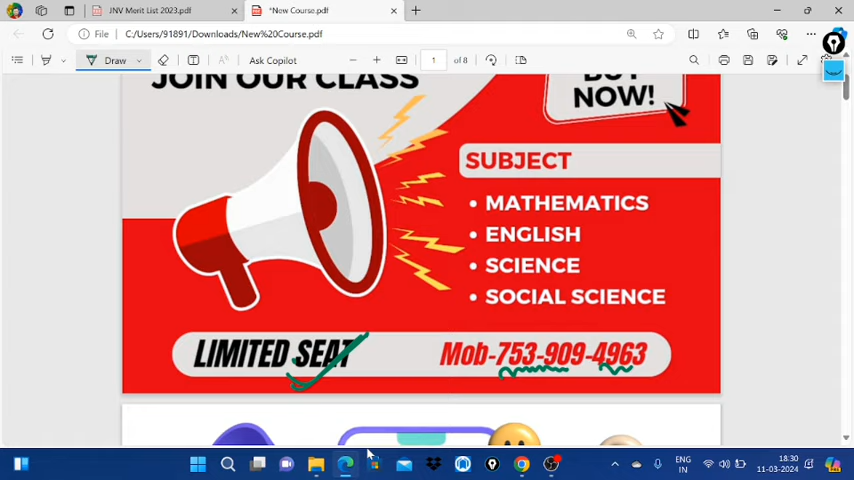 JNV Merit List 2023.pdf
*New Course.pdf
File
C:/Users/91891/Downloads/New%20Course.pdf
Draw
Ask Copilot
1
of 8
JOIN OUR CLASS
BUY
NOW!
SUBJECT
• MATHEMATICS
• ENGLISH
• SCIENCE
• SOCIAL SCIENCE
LIMITED SEAT
Mob-753-909-4963
ENG
IN
18:30
11-03-2024